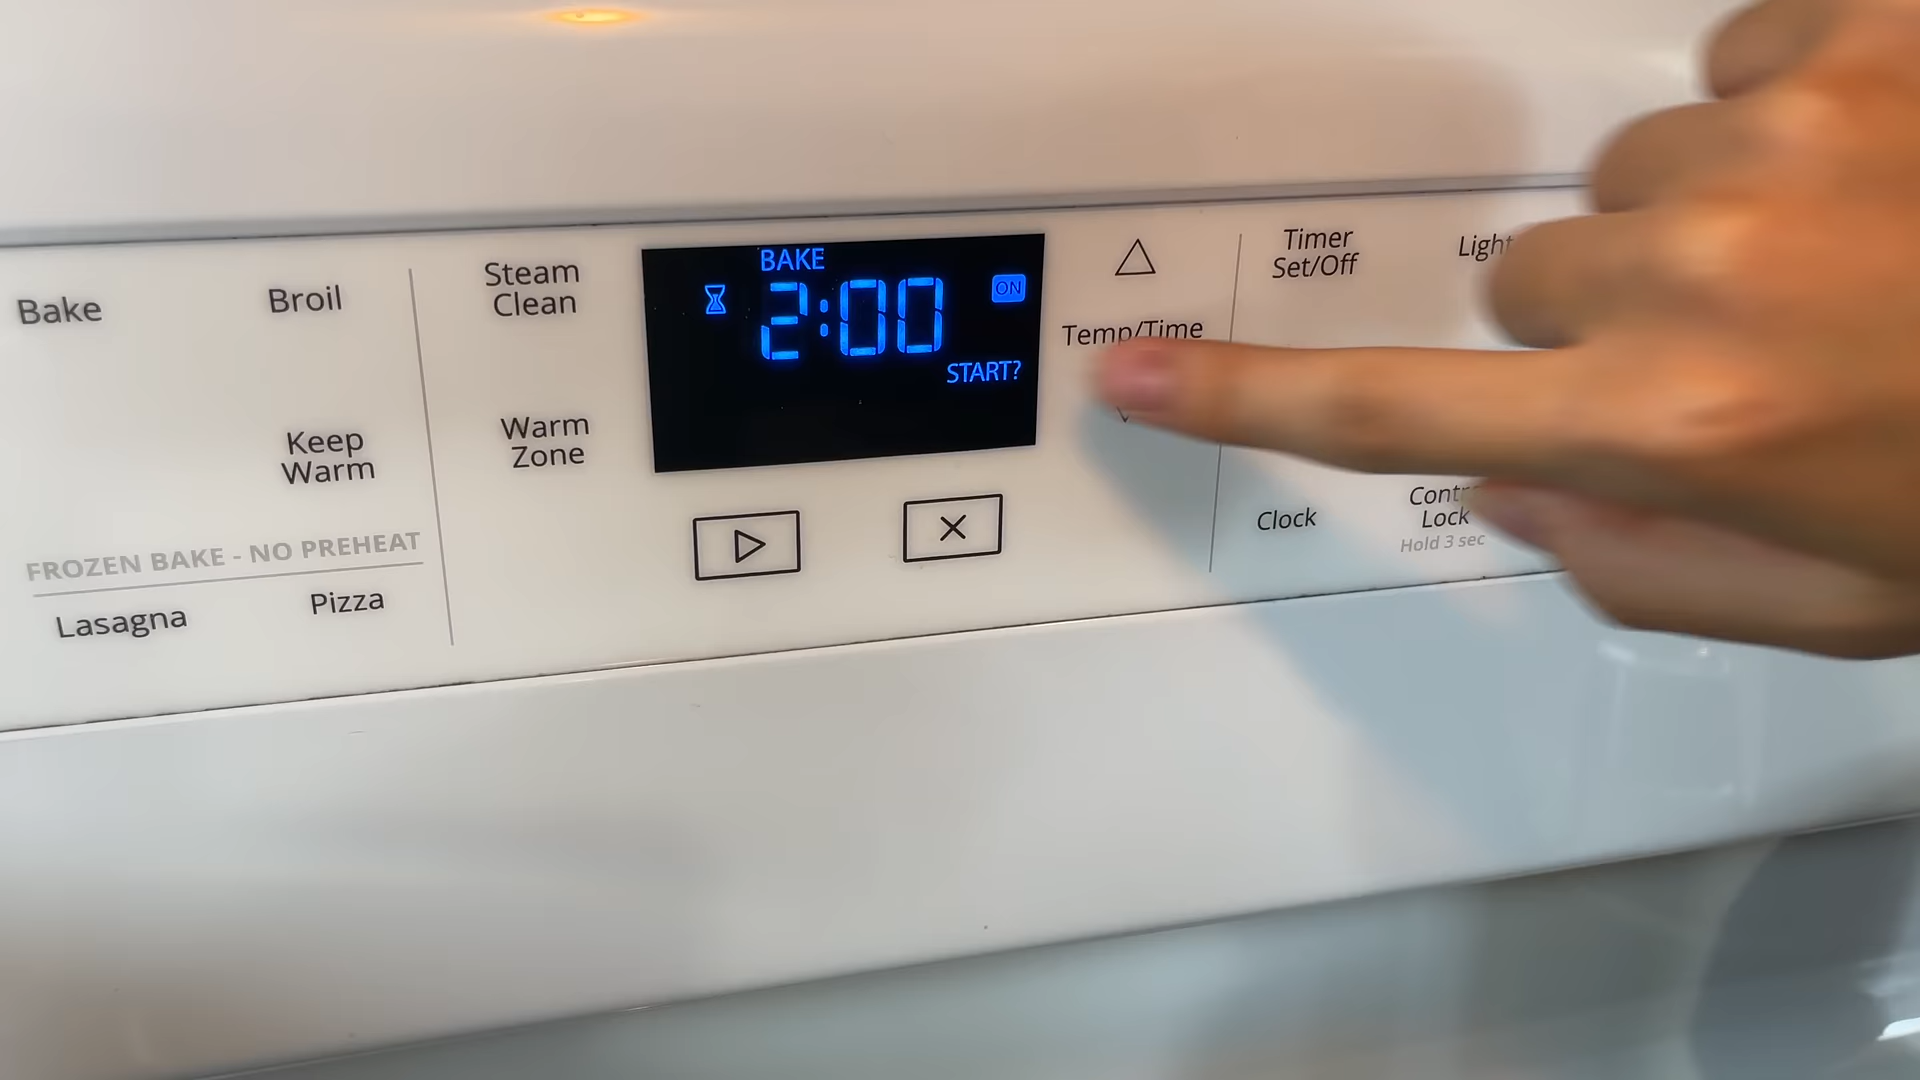 Bake
Broil
Keep
Warm
FROZEN BAKE - NO PREHEAT
Lasagna
Pizza
Steam
Clean
Warm
Zone
BAKE
2:00
ON
START?
Temp/Time
Timer
Set/Off
Light
Clock
Lock
Hold 3 sec